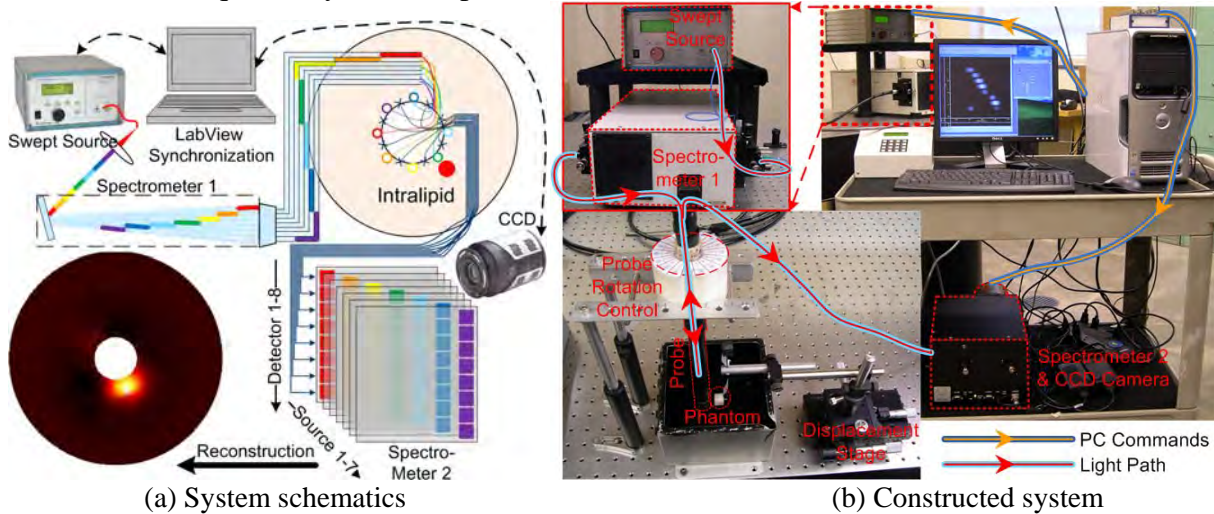 Swept Source
LabView
Synchronization
Spectrometer 1
Intralipid
CCD
Detector 1-8
Source 1-7
Spectro-
Meter 2
Reconstruction
(a) System schematics
Swept
Source
Spectro-
meter 1
Probe
Rotation
Control
Probe
Phantom
Displacement
Stage
Spectrometer 2
& CCD Camera
PC Commands
Light Path
(b) Constructed system